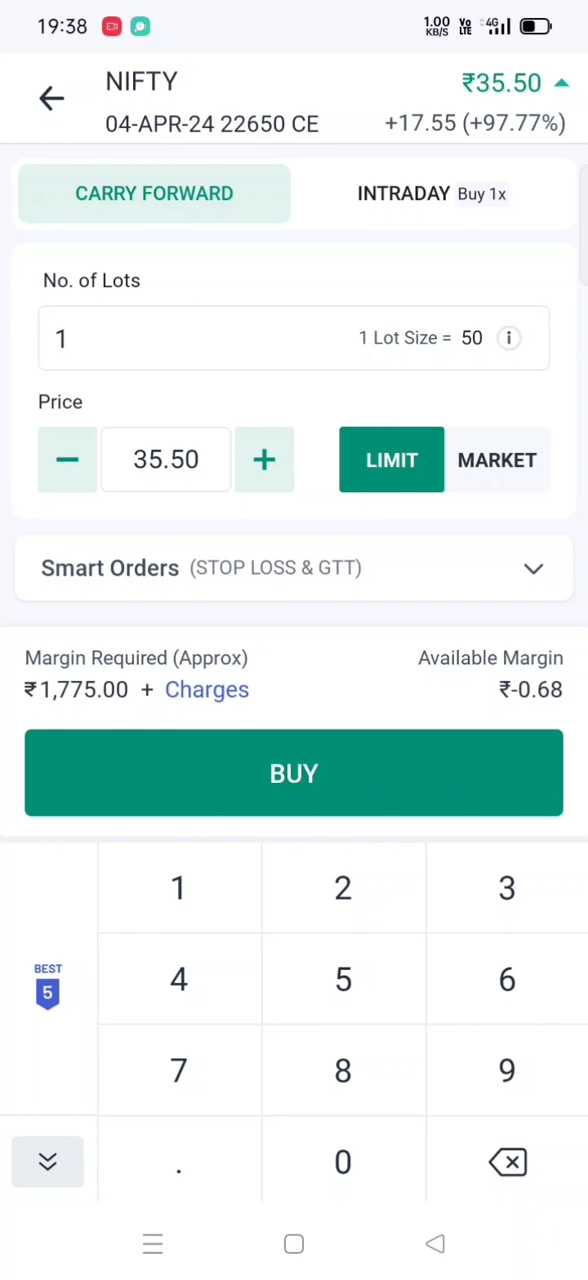 19:38 1.00 KB/S Vo LTE 4G
NIFTY ₹35.50
04-APR-24 22650 CE +17.55 (+97.77%)
CARRY FORWARD INTRADAY Buy 1x
No. of Lots
1 1 Lot Size = 50 i
Price
− 35.50 + LIMIT MARKET
Smart Orders (STOP LOSS & GTT)
Margin Required (Approx) Available Margin
₹1,775.00 + Charges ₹-0.68
BUY
1 2 3
BEST
5
4 5 6
7 8 9
. 0